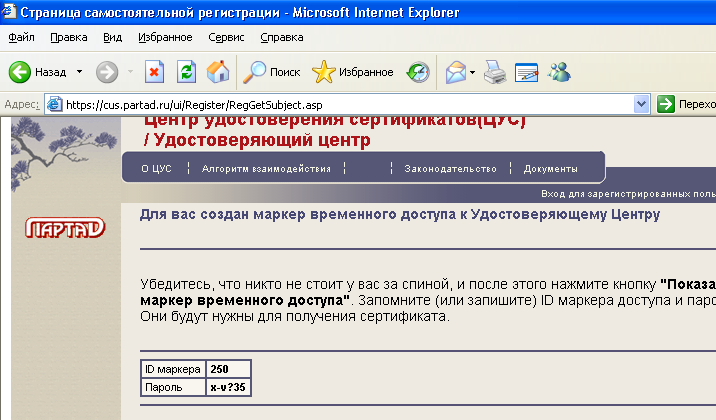 Страница самостоятельной регистрации - Microsoft Internet Explorer
Файл Правка Вид Избранное Сервис Справка
Назад Поиск Избранное
Адрес: https://cus.partad.ru/ui/Register/RegGetSubject.asp Перехо
Центр удостоверения сертификатов(ЦУС)
/ Удостоверяющий центр
О ЦУС Алгоритм взаимодействия Законодательство Документы
Вход для зарегистрированных поль
ПАРТАД
Для вас создан маркер временного доступа к Удостоверяющему Центру
Убедитесь, что никто не стоит у вас за спиной, и после этого нажмите кнопку "Показа
маркер временного доступа". Запомните (или запишите) ID маркера доступа и паро
Они будут нужны для получения сертификата.
ID маркера 250
Пароль x-v?35